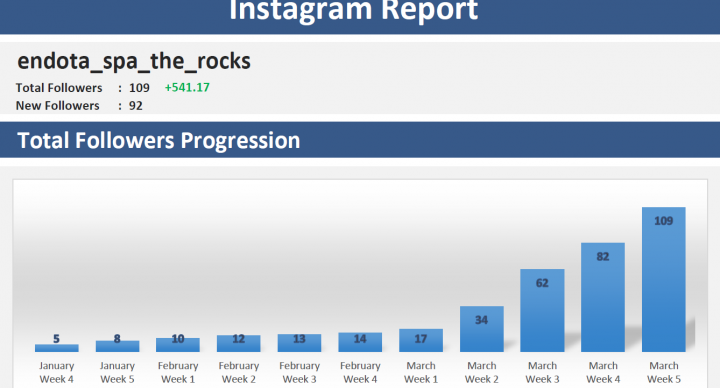 Instagram Report
endota_spa_the_rocks
Total Followers : 109 +541.17
New Followers : 92
Total Followers Progression
5 8 10 12 13 14 17 34 62 82 109
January Week 4
January Week 5
February Week 1
February Week 2
February Week 3
February Week 4
March Week 1
March Week 2
March Week 3
March Week 4
March Week 5